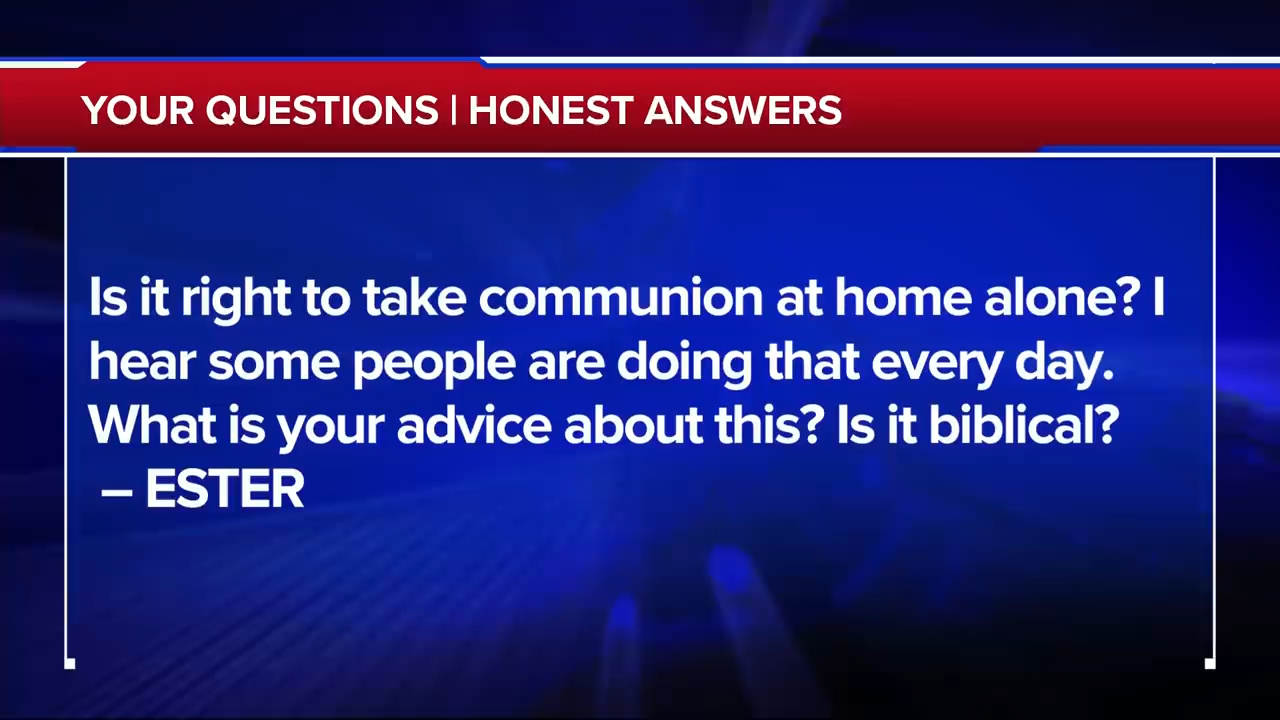 YOUR QUESTIONS | HONEST ANSWERS
Is it right to take communion at home alone? I
hear some people are doing that every day.
What is your advice about this? Is it biblical?
– ESTER